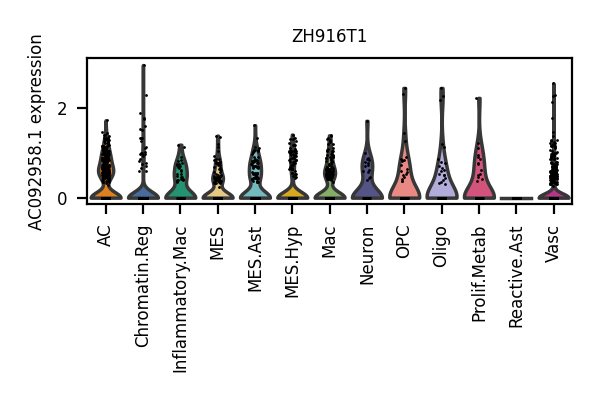 ZH916T1
AC092958.1 expression
2
0
AC
Chromatin.Reg
Inflammatory.Mac
MES
MES.Ast
MES.Hyp
Mac
Neuron
OPC
Oligo
Prolif.Metab
Reactive.Ast
Vasc